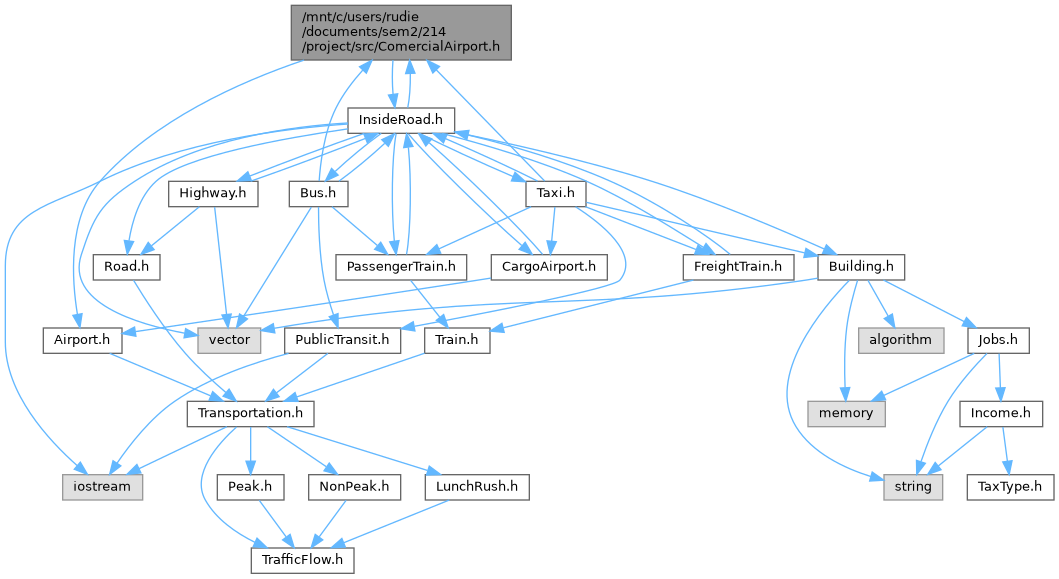 /mnt/c/users/rudie
/documents/sem2/214
/project/src/ComercialAirport.h
InsideRoad.h
Highway.h
Bus.h
Taxi.h
Road.h
PassengerTrain.h
CargoAirport.h
FreightTrain.h
Building.h
Airport.h
vector
PublicTransit.h
Train.h
algorithm
Jobs.h
Transportation.h
memory
Income.h
iostream
Peak.h
NonPeak.h
LunchRush.h
string
TaxType.h
TrafficFlow.h